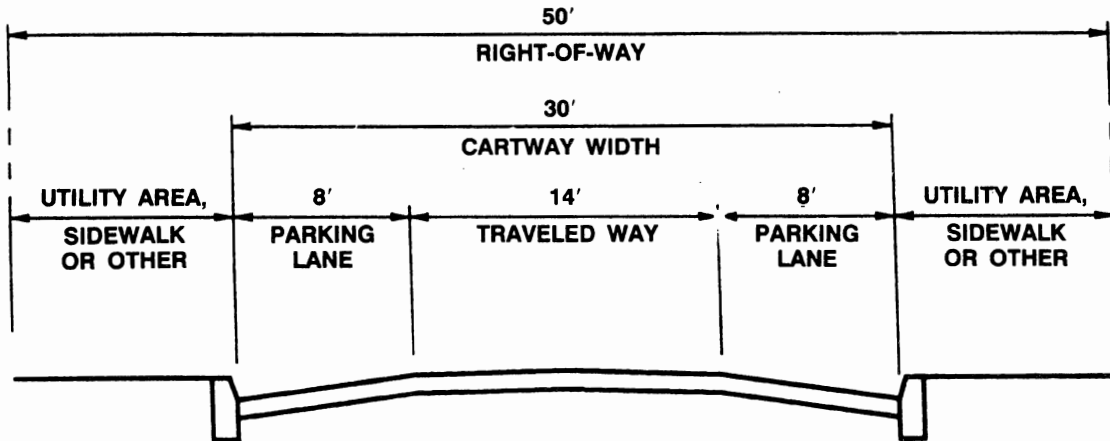 50′
RIGHT-OF-WAY
30′
CARTWAY WIDTH
UTILITY AREA,
SIDEWALK
OR OTHER
8′
PARKING
LANE
14′
TRAVELED WAY
8′
PARKING
LANE
UTILITY AREA,
SIDEWALK
OR OTHER